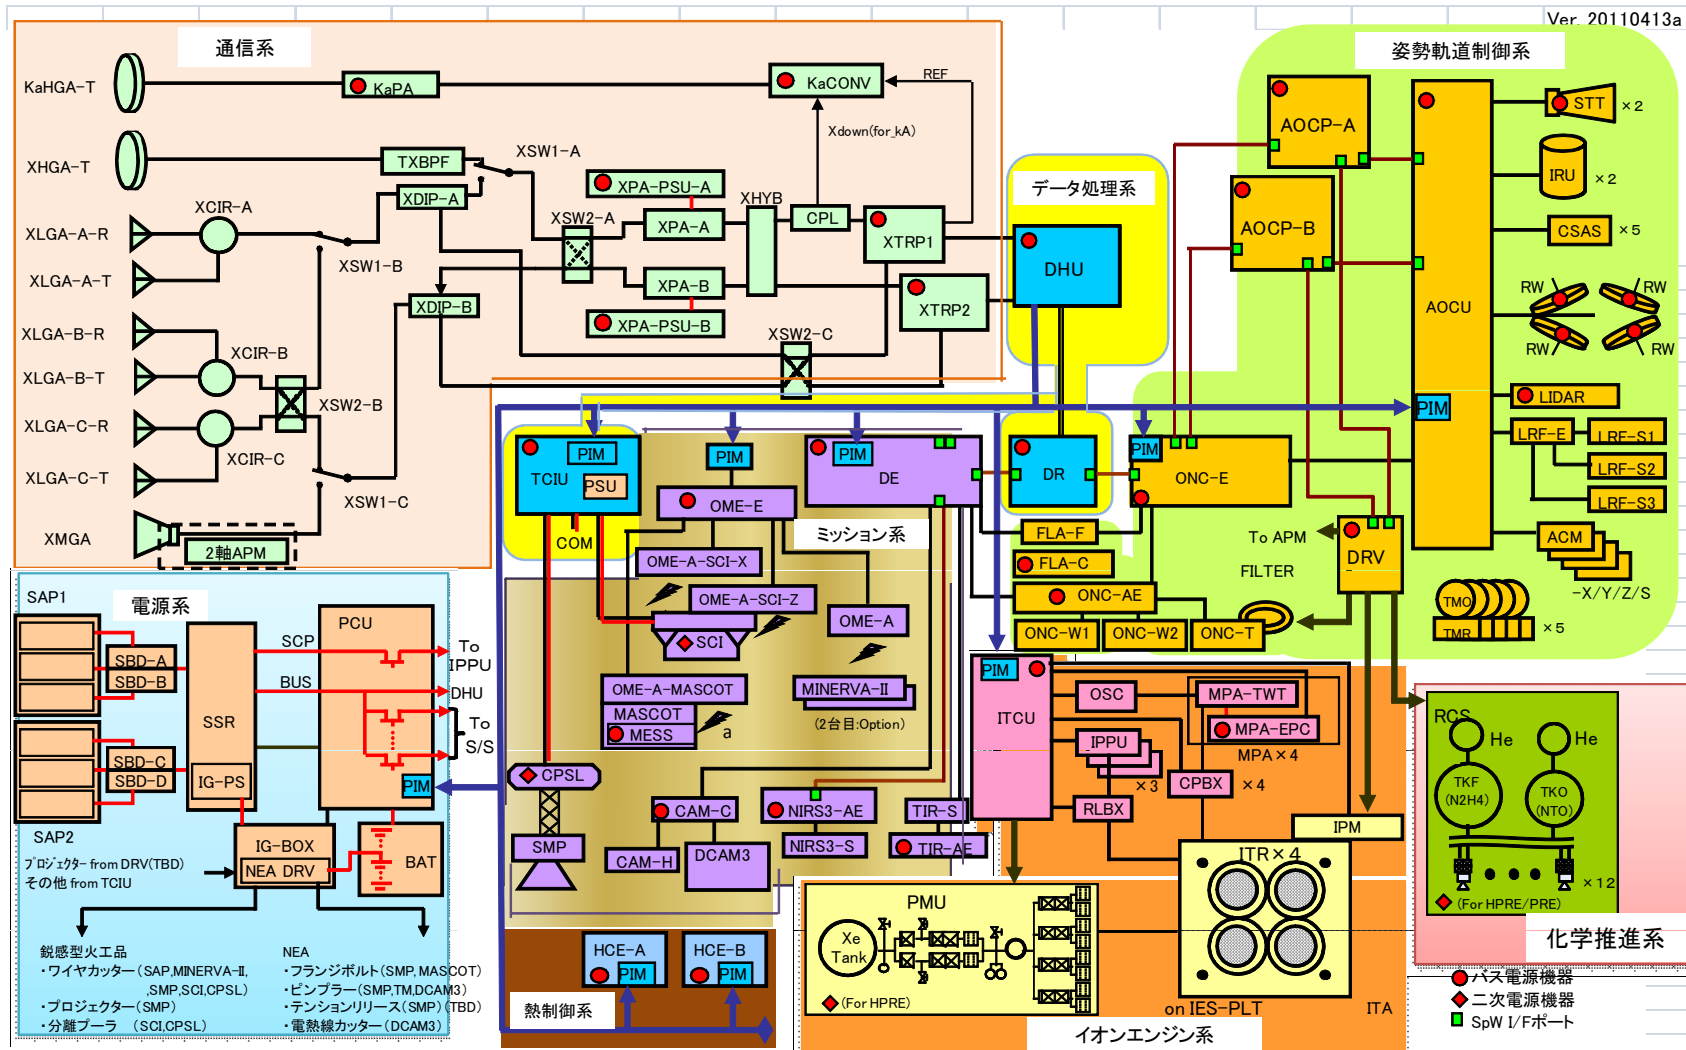 Ver. 20110413a
通信系
KaHGA-T
KaPA
KaCONV
REF
Xdown(for_kA)
XHGA-T
TXBPF
XSW1-A
XDIP-A
XPA-PSU-A
XHYB
XCIR-A
XSW2-A
XPA-A
CPL
XTRP1
XLGA-A-R
XSW1-B
XLGA-A-T
XPA-B
XTRP2
XDIP-B
XPA-PSU-B
XLGA-B-R
XCIR-B
XSW2-C
XLGA-B-T
XSW2-B
XLGA-C-R
XCIR-C
XLGA-C-T
XSW1-C
XMGA
2軸APM
データ処理系
DHU
姿勢軌道制御系
AOCP-A
AOCP-B
AOCU
PIM
STT ×2
IRU ×2
CSAS ×5
RW
RW
RW
RW
LIDAR
LRF-E
LRF-S1
LRF-S2
LRF-S3
ACM
-X/Y/Z/S
TMO
TMR ×5
To APM
DRV
FILTER
TCIU
PIM
PSU
COM
PIM
OME-E
ミッション系
PIM
DE
DR
PIM
ONC-E
FLA-F
FLA-C
ONC-AE
ONC-W1
ONC-W2
ONC-T
OME-A-SCI-X
OME-A-SCI-Z
SCI
OME-A
OME-A-MASCOT
MASCOT
MESS
a
MINERVA-II
(2台目:Option)
CPSL
SMP
CAM-C
CAM-H
DCAM3
NIRS3-AE
NIRS3-S
TIR-S
TIR-AE
電源系
SAP1
SBD-A
SBD-B
SSR
SCP
BUS
PCU
To
IPPU
DHU
To
S/S
SBD-C
SBD-D
IG-PS
PIM
SAP2
IG-BOX
NEA DRV
BAT
プロジェクター from DRV(TBD)
その他 from TCIU
鋭感型火工品
・ワイヤカッター(SAP,MINERVA-II,
,SMP,SCI,CPSL)
・プロジェクター(SMP)
・分離プーラ (SCI,CPSL)
NEA
・フランジボルト(SMP,MASCOT)
・ピンプラー(SMP,TM,DCAM3)
・テンションリリース(SMP)(TBD)
・電熱線カッター(DCAM3)
HCE-A
PIM
HCE-B
PIM
熱制御系
PIM
ITCU
OSC
MPA-TWT
MPA-EPC
MPA×4
IPPU
×3
CPBX ×4
RLBX
IPM
ITR×4
on IES-PLT
ITA
PMU
Xe
Tank
(For HPRE)
イオンエンジン系
RCS
He
He
TKF
(N2H4)
TKO
(NTO)
×12
(For HPRE/PRE)
化学推進系
バス電源機器
二次電源機器
SpW I/Fポート